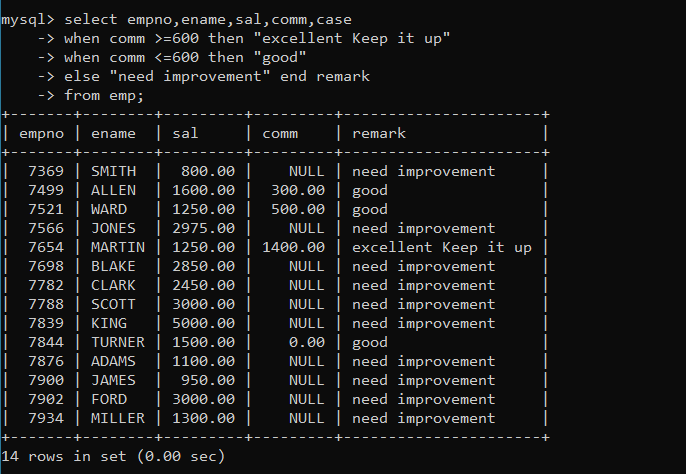 mysql> select empno,ename,sal,comm,case
    -> when comm >=600 then "excellent Keep it up"
    -> when comm <=600 then "good"
    -> else "need improvement" end remark
    -> from emp;
+-------+--------+---------+---------+----------------------+
| empno | ename  | sal     | comm    | remark               |
+-------+--------+---------+---------+----------------------+
|  7369 | SMITH  |  800.00 |    NULL | need improvement     |
|  7499 | ALLEN  | 1600.00 |  300.00 | good                 |
|  7521 | WARD   | 1250.00 |  500.00 | good                 |
|  7566 | JONES  | 2975.00 |    NULL | need improvement     |
|  7654 | MARTIN | 1250.00 | 1400.00 | excellent Keep it up |
|  7698 | BLAKE  | 2850.00 |    NULL | need improvement     |
|  7782 | CLARK  | 2450.00 |    NULL | need improvement     |
|  7788 | SCOTT  | 3000.00 |    NULL | need improvement     |
|  7839 | KING   | 5000.00 |    NULL | need improvement     |
|  7844 | TURNER | 1500.00 |    0.00 | good                 |
|  7876 | ADAMS  | 1100.00 |    NULL | need improvement     |
|  7900 | JAMES  |  950.00 |    NULL | need improvement     |
|  7902 | FORD   | 3000.00 |    NULL | need improvement     |
|  7934 | MILLER | 1300.00 |    NULL | need improvement     |
+-------+--------+---------+---------+----------------------+
14 rows in set (0.00 sec)